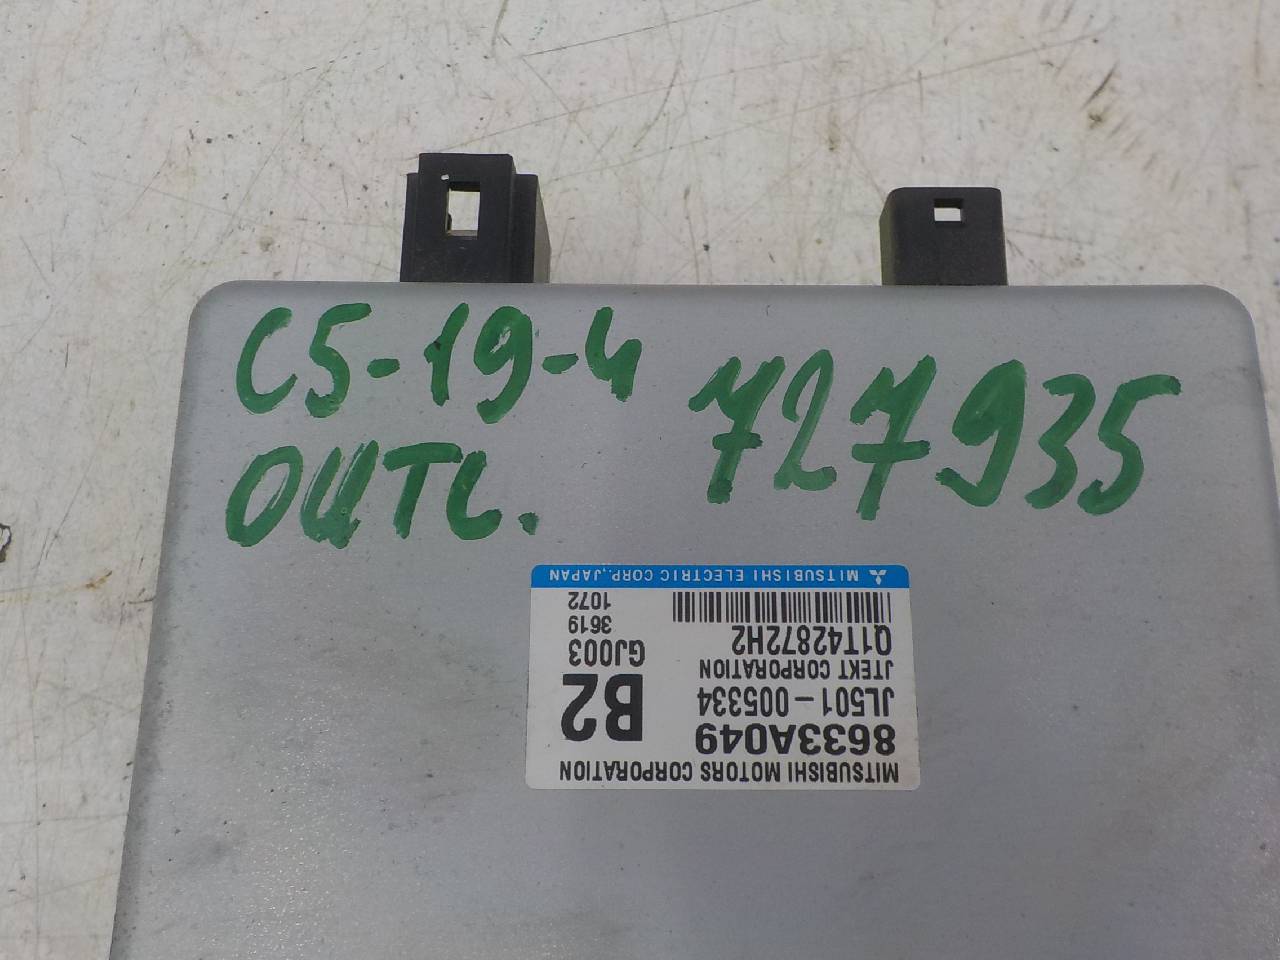 C5-19-4
727935
OUTL.
MITSUBISHI MOTORS CORPORATION
8633A049
B2
JL501-005334
JTEKT CORPORATION
GJ003
Q1T42872H2
3619
1072
MITSUBISHI ELECTRIC CORP. JAPAN